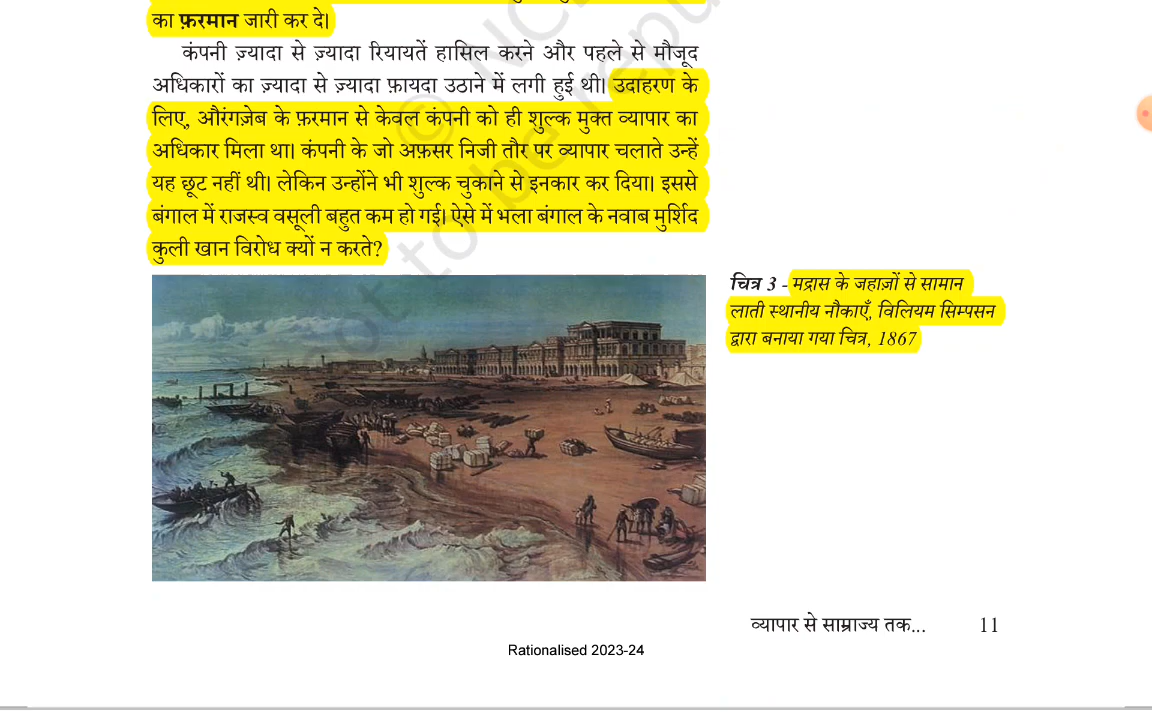 का फ़रमान जारी कर दे।
कंपनी ज़्यादा से ज़्यादा रियायतें हासिल करने और पहले से मौजूद
अधिकारों का ज़्यादा से ज़्यादा फ़ायदा उठाने में लगी हुई थी। उदाहरण के
लिए, औरंगज़ेब के फ़रमान से केवल कंपनी को ही शुल्क मुक्त व्यापार का
अधिकार मिला था। कंपनी के जो अफ़सर निजी तौर पर व्यापार चलाते उन्हें
यह छूट नहीं थी। लेकिन उन्होंने भी शुल्क चुकाने से इनकार कर दिया। इससे
बंगाल में राजस्व वसूली बहुत कम हो गई। ऐसे में भला बंगाल के नवाब मुर्शिद
कुली खान विरोध क्यों न करते?
चित्र 3 - मद्रास के जहाज़ों से सामान
लाती स्थानीय नौकाएँ, विलियम सिम्पसन
द्वारा बनाया गया चित्र, 1867
व्यापार से साम्राज्य तक... 11
Rationalised 2023-24